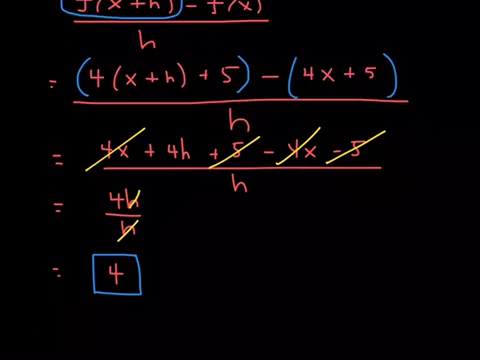 f(x+h) - f(x)
h
= (4(x+h)+5) - (4x+5)
h
= 4x + 4h + 5 - 4x - 5
h
= 4h
h
= 4